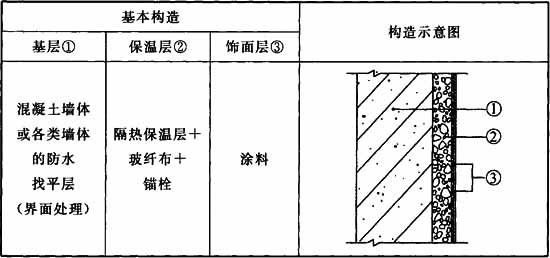 基本构造
构造示意图
基层①
保温层②
饰面层③
混凝土墙体
或各类墙体
的防水
找平层
（界面处理）
隔热保温层＋
玻纤布＋
锚栓
涂料
①
②
③